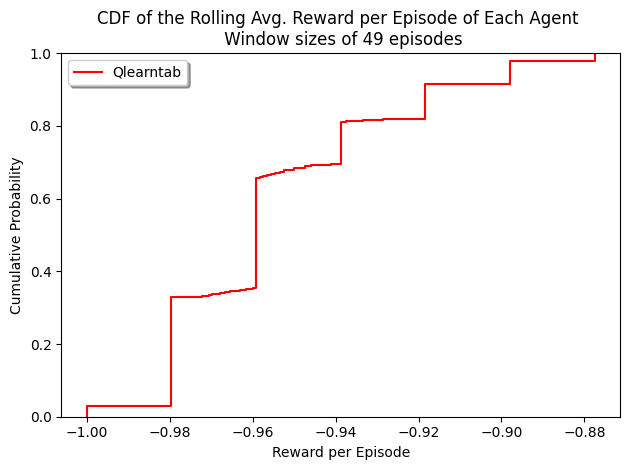 CDF of the Rolling Avg. Reward per Episode of Each Agent
Window sizes of 49 episodes
Qlearntab
Cumulative Probability
1.0
0.8
0.6
0.4
0.2
0.0
−1.00 −0.98 −0.96 −0.94 −0.92 −0.90 −0.88
Reward per Episode